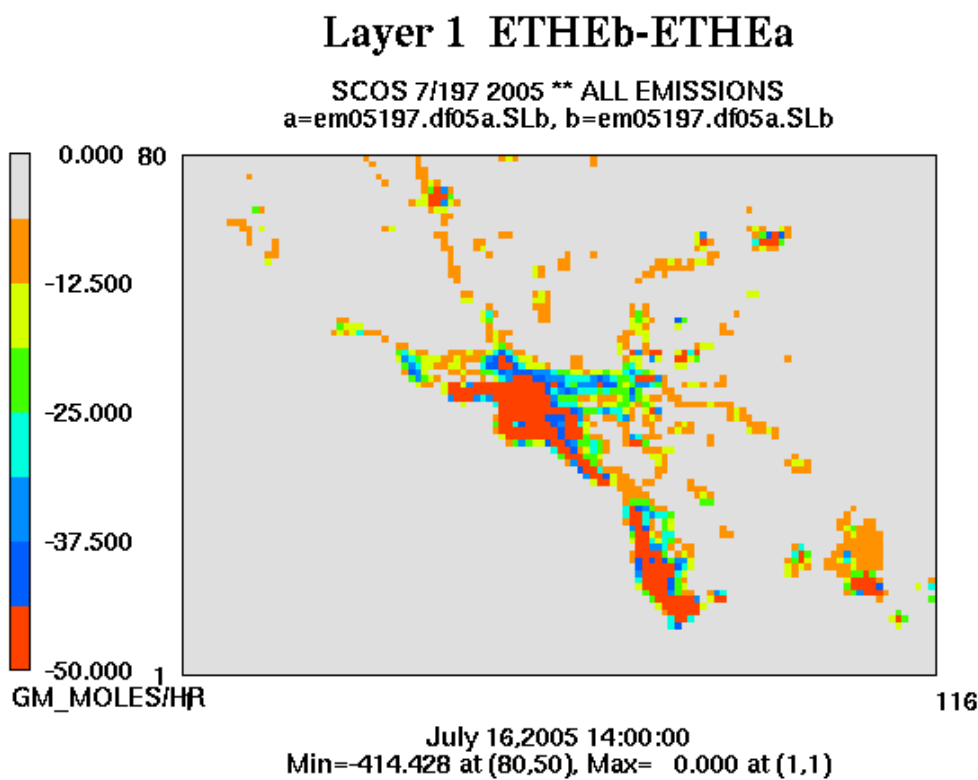 Layer 1 ETHEb-ETHEa
SCOS 7/197 2005 ** ALL EMISSIONS
a=em05197.df05a.SLb, b=em05197.df05a.SLb
0.000 80
-12.500
-25.000
-37.500
-50.000 1
GM_MOLES/HR 1 116
July 16,2005 14:00:00
Min=-414.428 at (80,50), Max= 0.000 at (1,1)